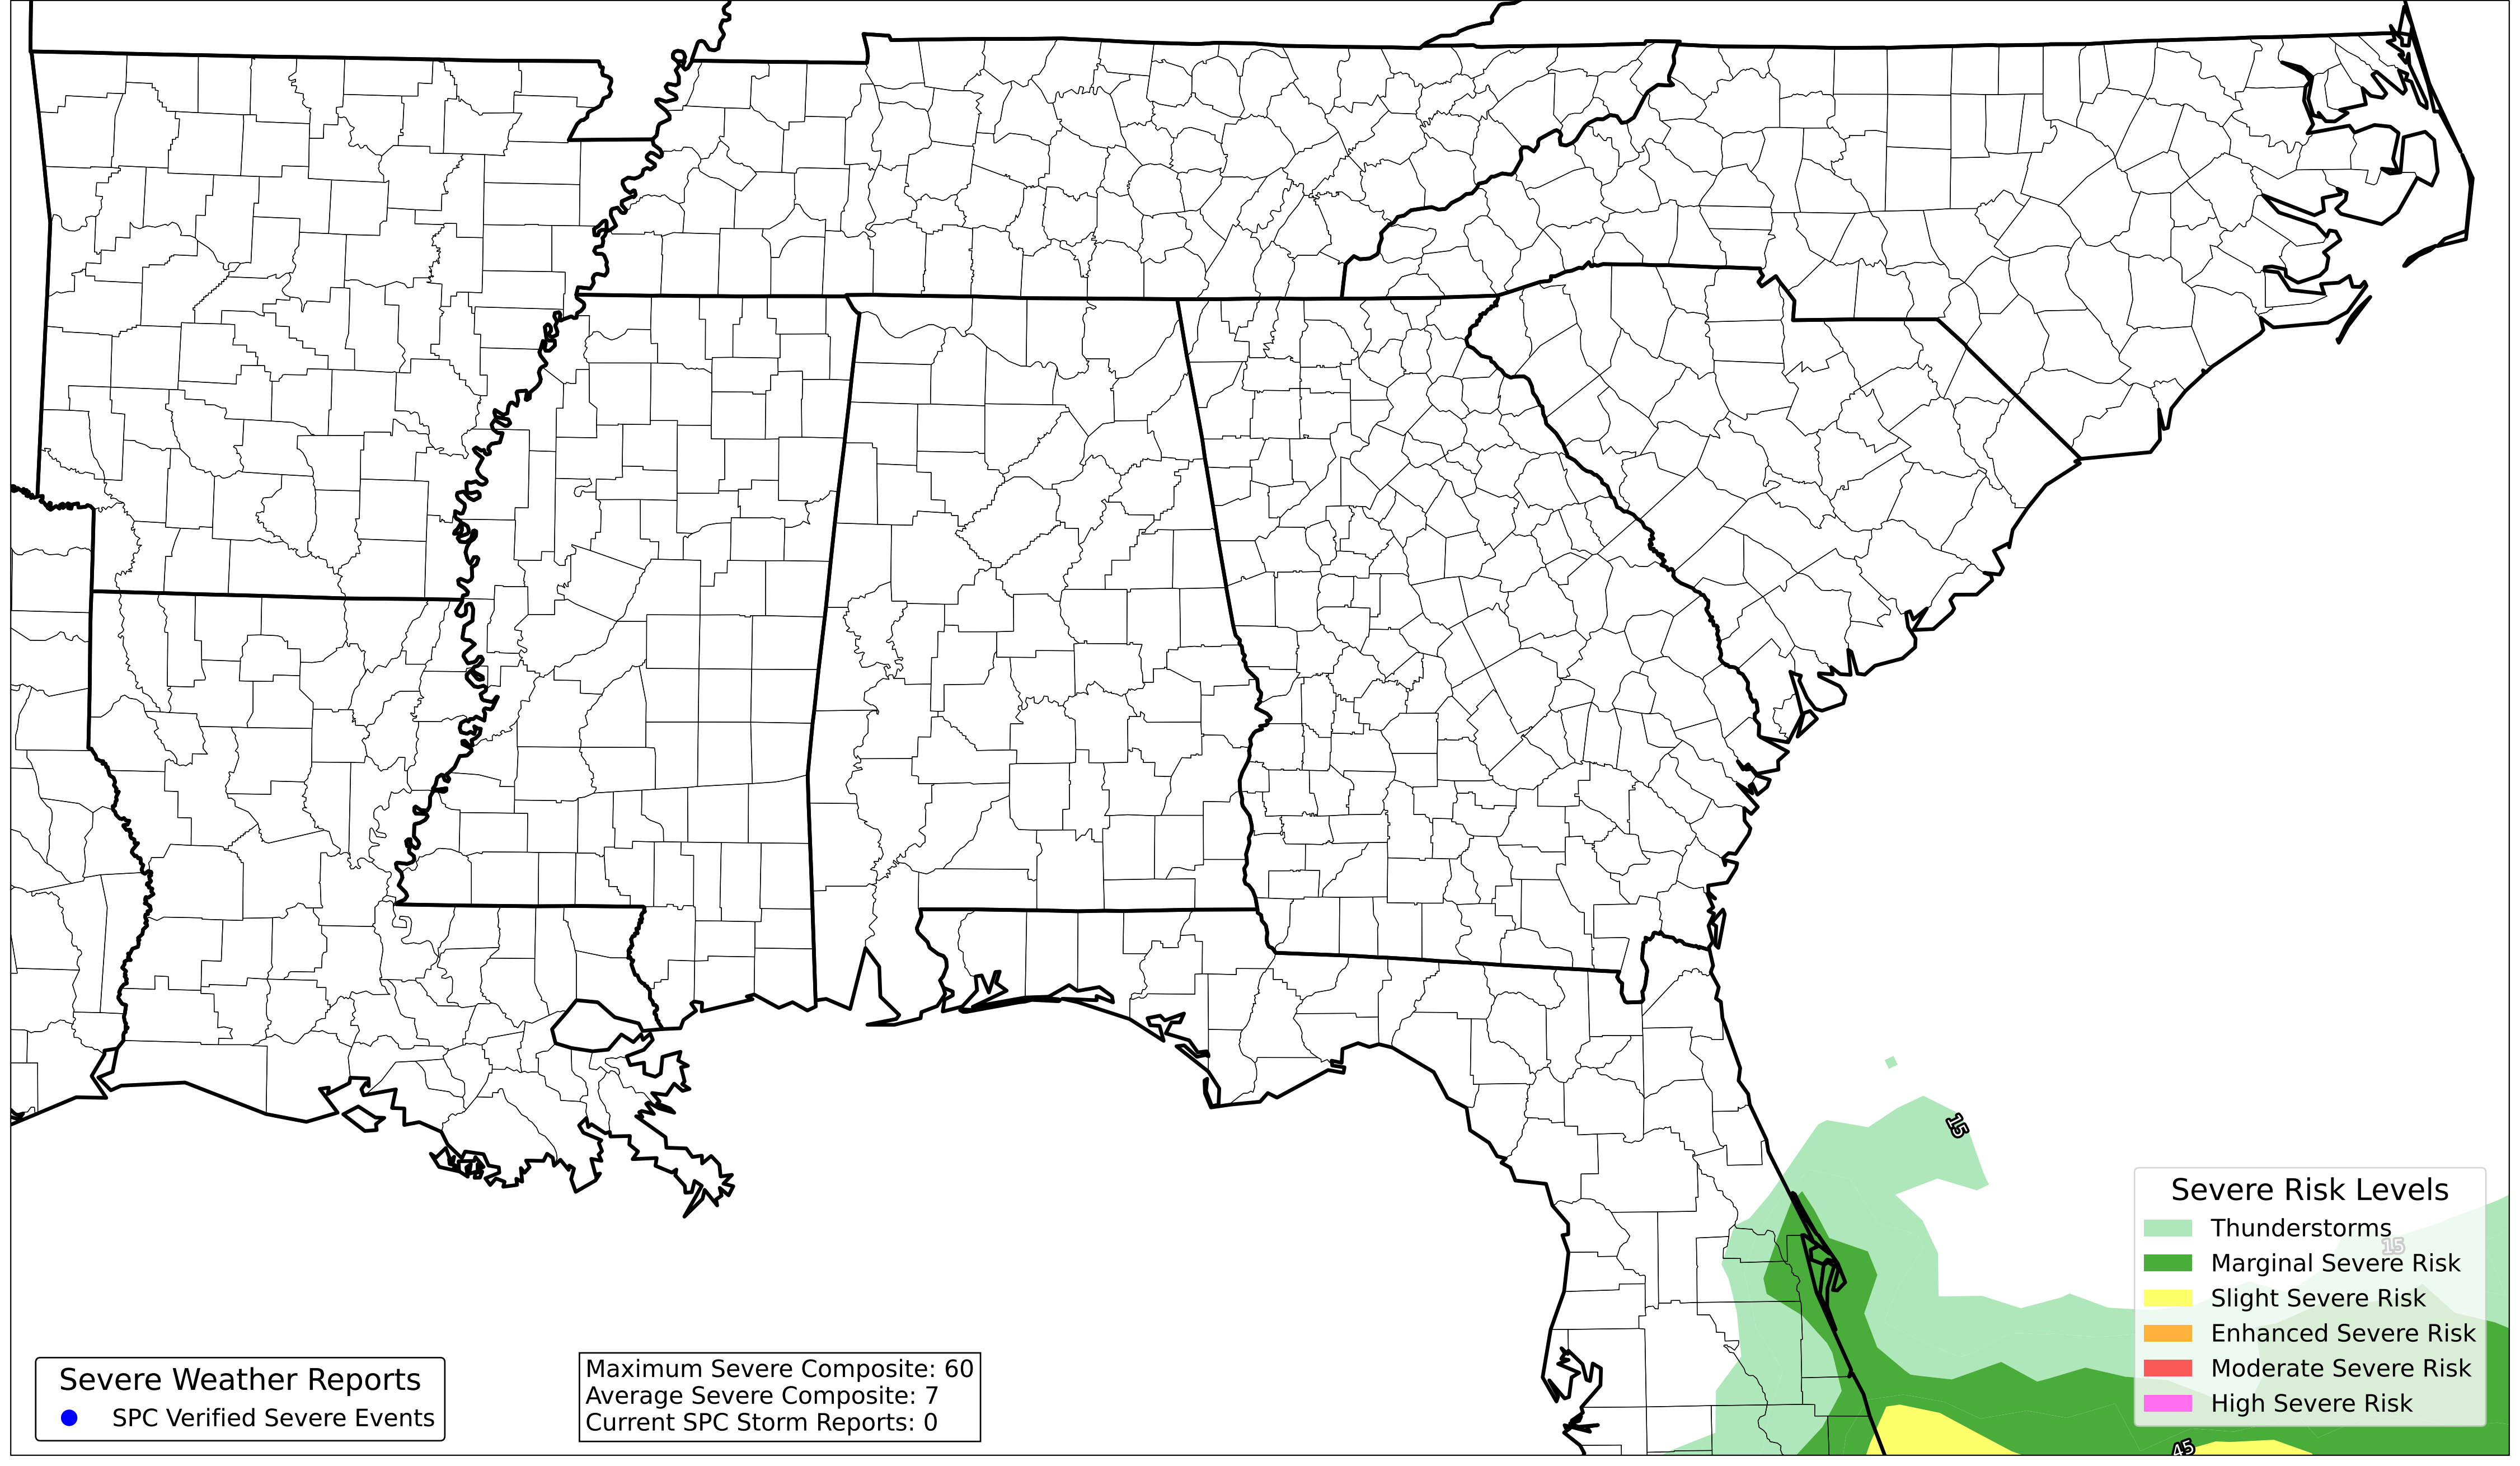 15
Severe Risk Levels
Thunderstorms
15
Marginal Severe Risk
Slight Severe Risk
Enhanced Severe Risk
Moderate Severe Risk
High Severe Risk
45
Severe Weather Reports
SPC Verified Severe Events
Maximum Severe Composite: 60
Average Severe Composite: 7
Current SPC Storm Reports: 0